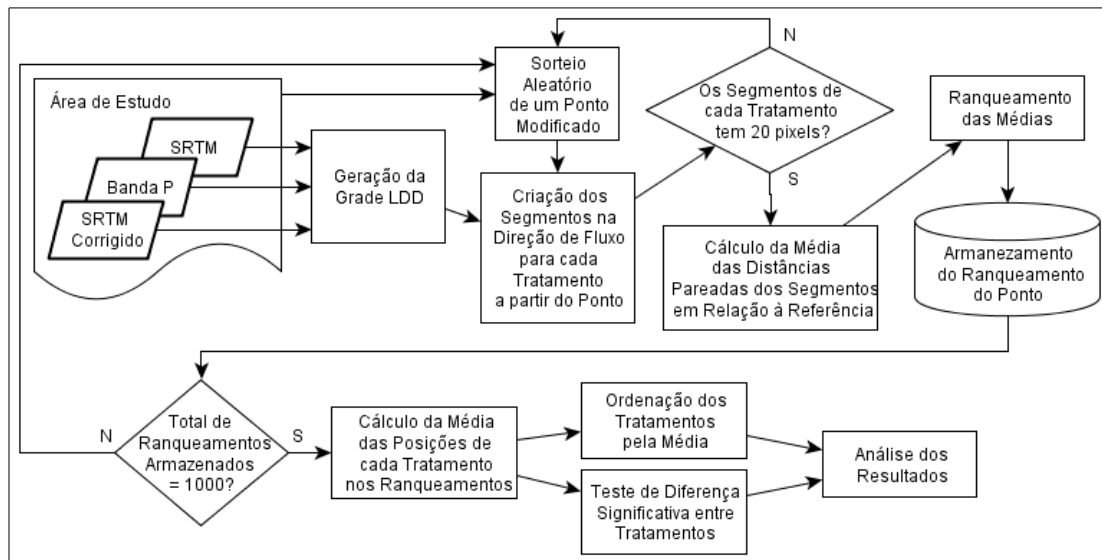 Área de Estudo
SRTM
Banda P
SRTM
Corrigido
Geração da
Grade LDD
Sorteio
Aleatório
de um Ponto
Modificado
Criação dos
Segmentos na
Direção de Fluxo
para cada
Tratamento
a partir do Ponto
N
Os Segmentos de
cada Tratamento
tem 20 pixels?
S
Cálculo da Média
das Distâncias
Pareadas dos Segmentos
em Relação à Referência
Ranqueamento
das Médias
Armanezamento
do Ranqueamento
do Ponto
N
Total de
Ranqueamentos
Armazenados
= 1000?
S
Cálculo da Média
das Posições de
cada Tratamento
nos Ranqueamentos
Ordenação dos
Tratamentos
pela Média
Teste de Diferença
Significativa entre
Tratamentos
Análise dos
Resultados